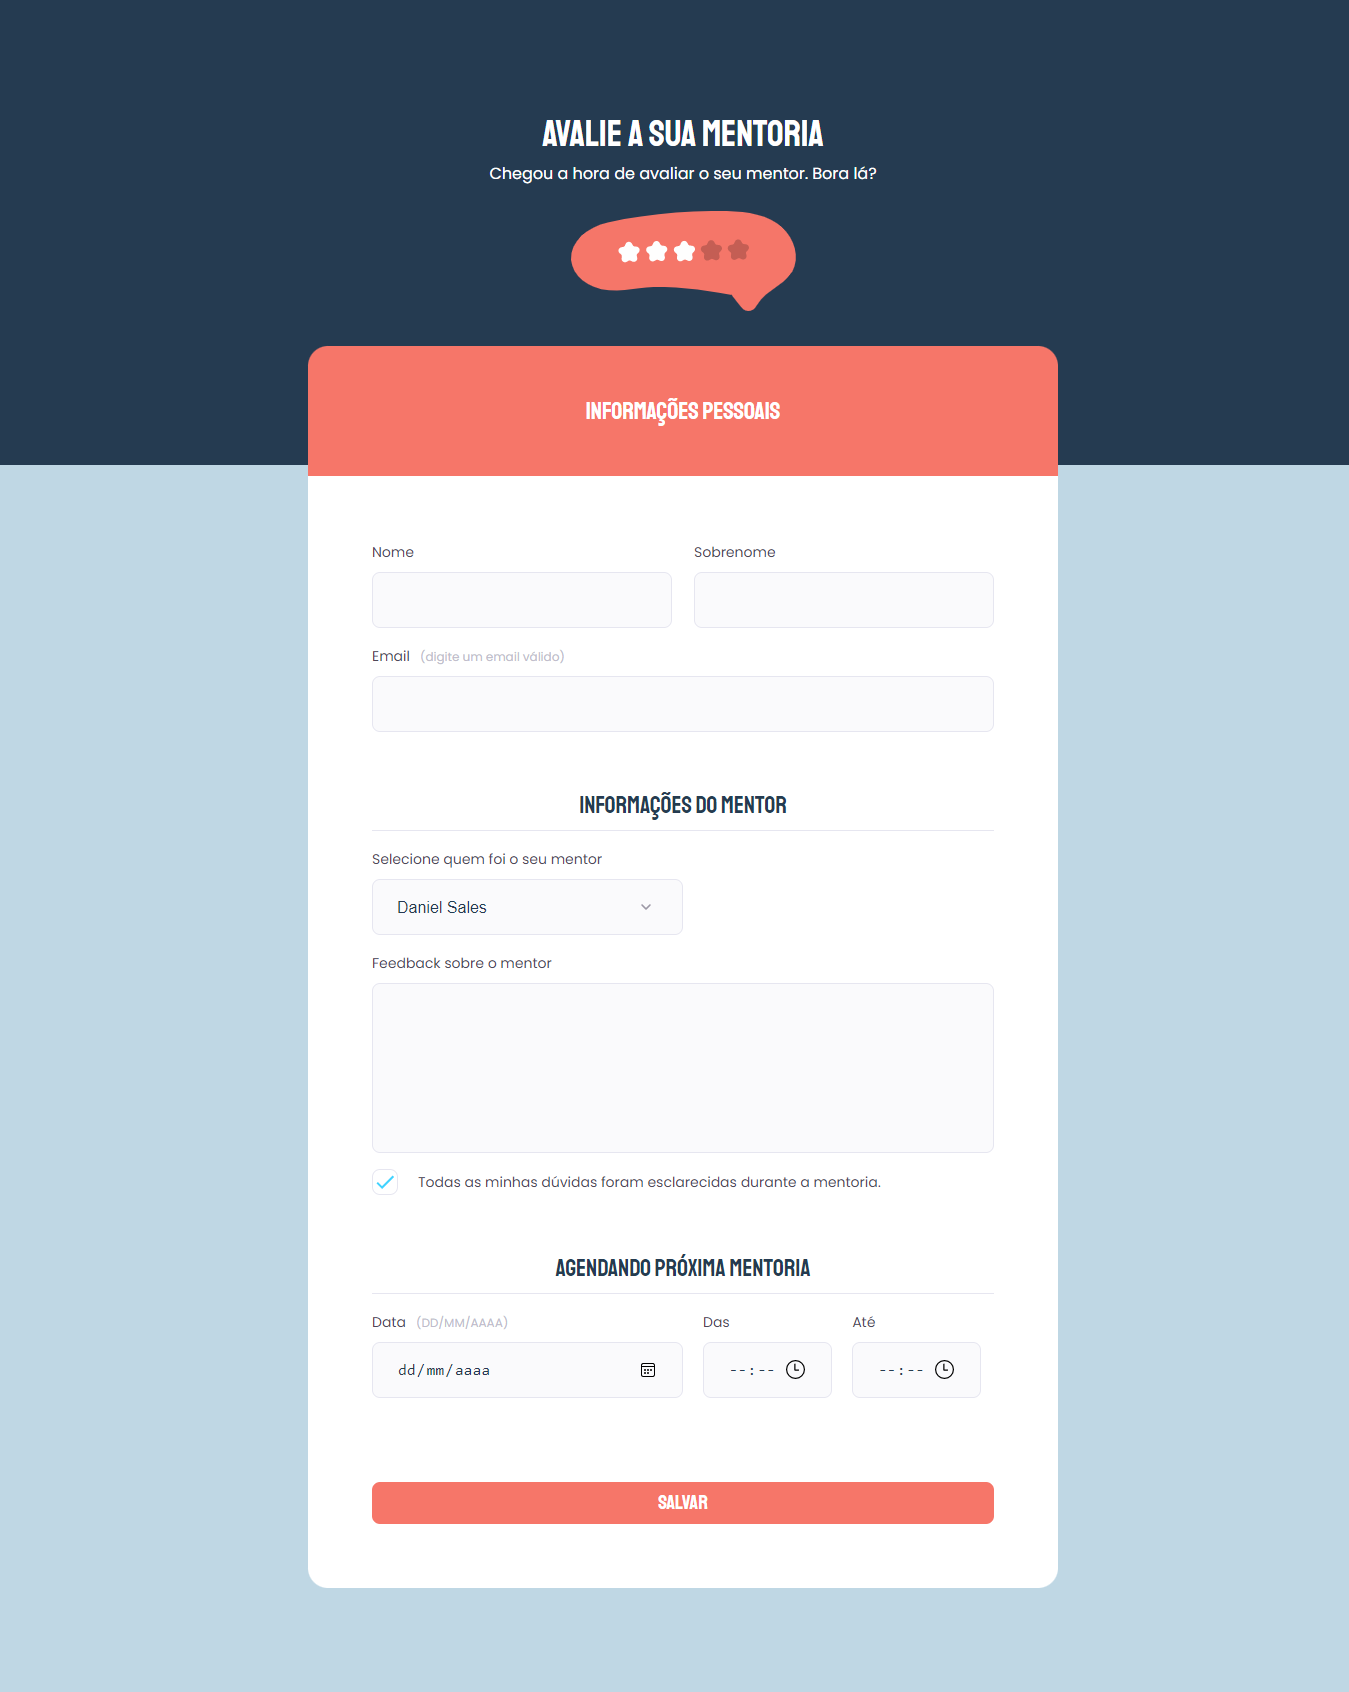 AVALIE A SUA MENTORIA
Chegou a hora de avaliar o seu mentor. Bora lá?
INFORMAÇÕES PESSOAIS
Nome Sobrenome
Email (digite um email válido)
INFORMAÇÕES DO MENTOR
Selecione quem foi o seu mentor
Daniel Sales
Feedback sobre o mentor
Todas as minhas dúvidas foram esclarecidas durante a mentoria.
AGENDANDO PRÓXIMA MENTORIA
Data (DD/MM/AAAA) Das Até
dd/mm/aaaa --:-- --:--
SALVAR